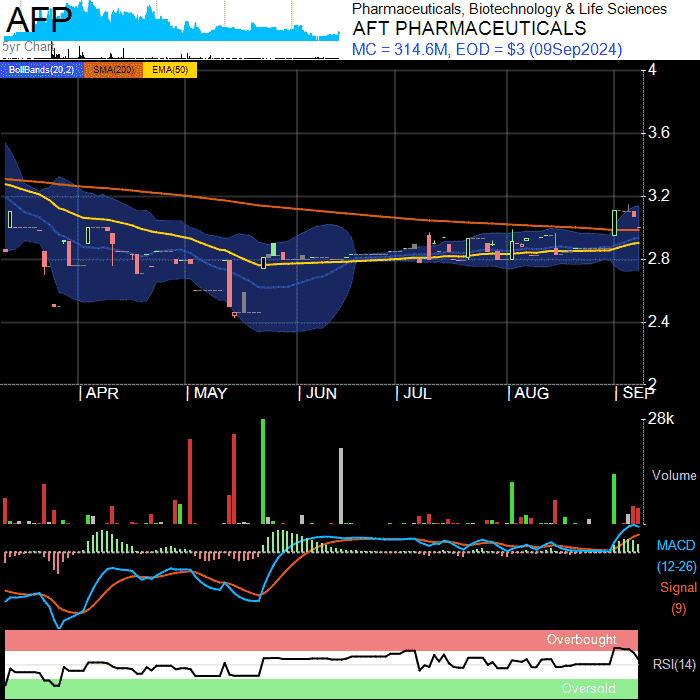 AFP
5yr Chart
Pharmaceuticals, Biotechnology & Life Sciences
AFT PHARMACEUTICALS
MC = 314.6M, EOD = $3 (09Sep2024)
BollBands(20,2) SMA(200) EMA(50)
4
3.6
3.2
2.8
2.4
2
APR MAY JUN JUL AUG SEP
28k
Volume
MACD
(12-26)
Signal
(9)
Overbought
RSI(14)
Oversold